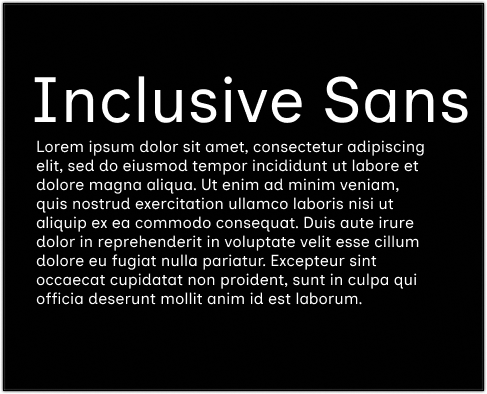 Inclusive Sans
Lorem ipsum dolor sit amet, consectetur adipiscing
elit, sed do eiusmod tempor incididunt ut labore et
dolore magna aliqua. Ut enim ad minim veniam,
quis nostrud exercitation ullamco laboris nisi ut
aliquip ex ea commodo consequat. Duis aute irure
dolor in reprehenderit in voluptate velit esse cillum
dolore eu fugiat nulla pariatur. Excepteur sint
occaecat cupidatat non proident, sunt in culpa qui
officia deserunt mollit anim id est laborum.